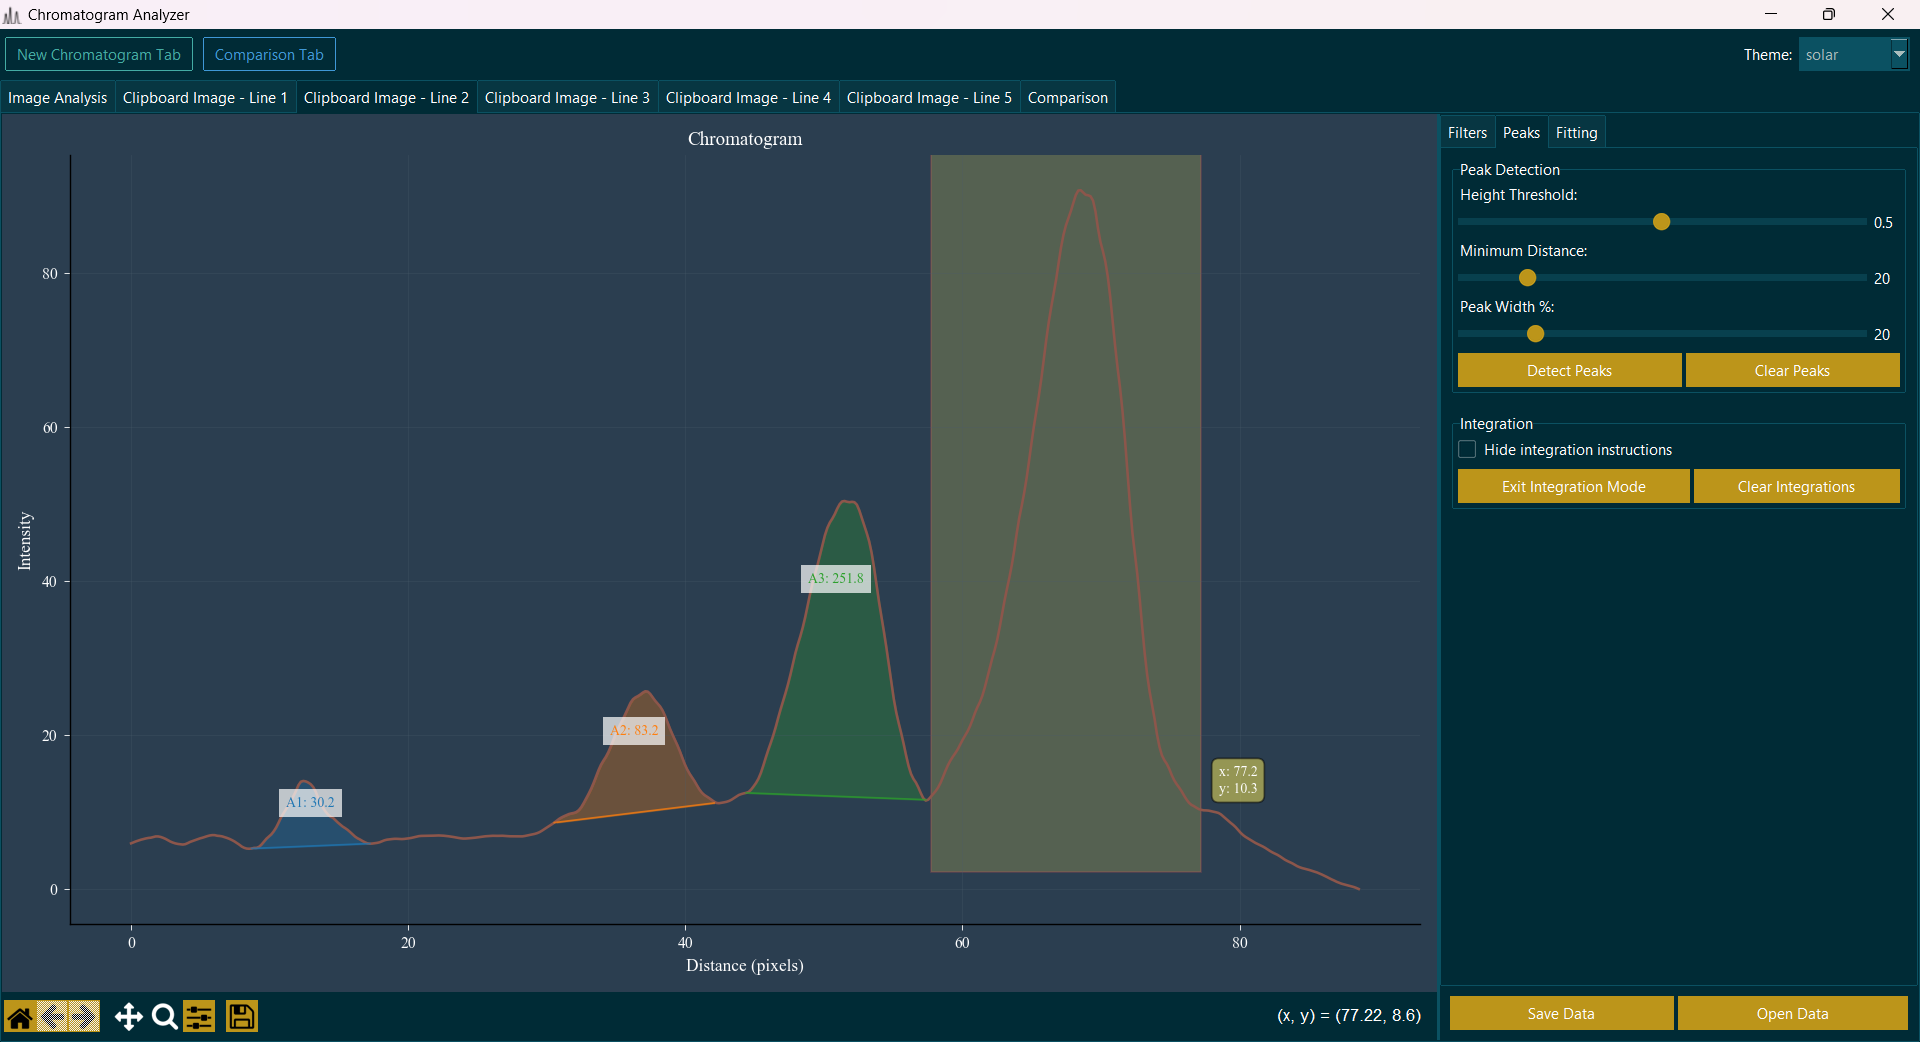 Chromatogram Analyzer
New Chromatogram Tab
Comparison Tab
Theme:
solar
Image Analysis
Clipboard Image - Line 1
Clipboard Image - Line 2
Clipboard Image - Line 3
Clipboard Image - Line 4
Clipboard Image - Line 5
Comparison
Chromatogram
Intensity
80
60
40
20
0
A1: 30.2
A2: 83.2
A3: 251.8
x: 77.2
y: 10.3
0
20
40
60
80
Distance (pixels)
(x, y) = (77.22, 8.6)
Filters
Peaks
Fitting
Peak Detection
Height Threshold:
0.5
Minimum Distance:
20
Peak Width %:
20
Detect Peaks
Clear Peaks
Integration
Hide integration instructions
Exit Integration Mode
Clear Integrations
Save Data
Open Data